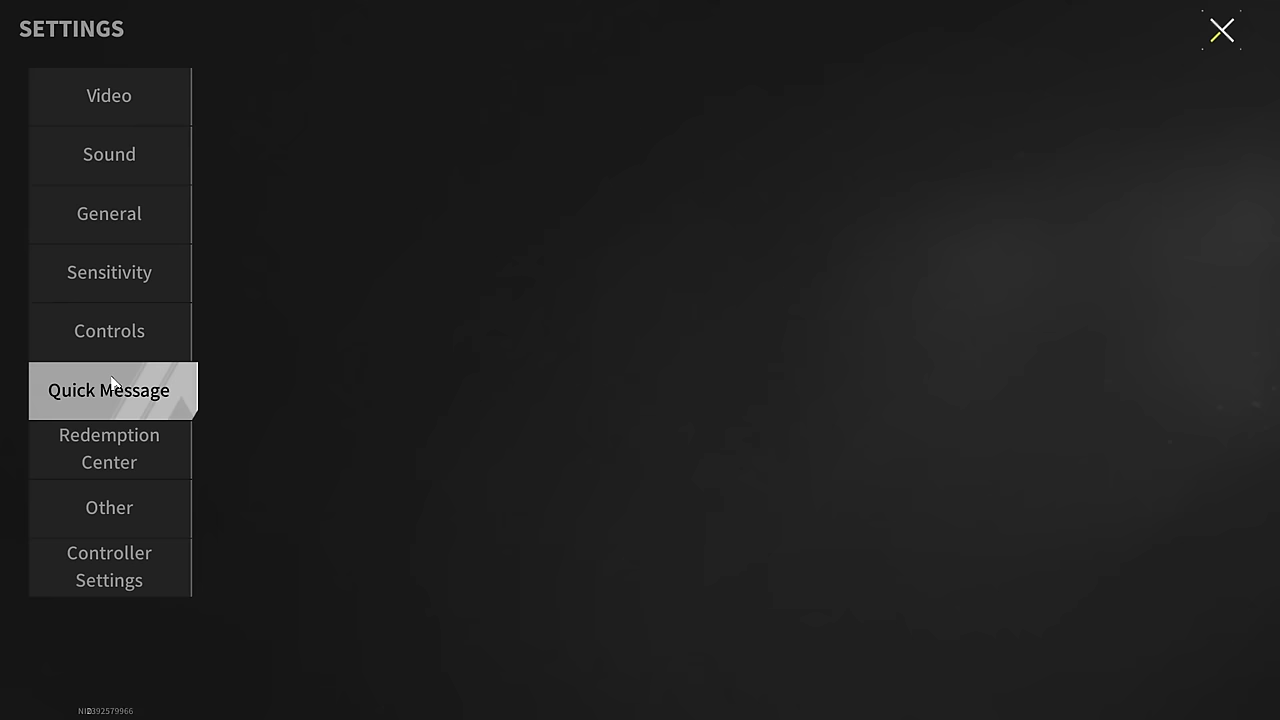 SETTINGS
Video
Sound
General
Sensitivity
Controls
Quick Message
Redemption
Center
Other
Controller
Settings